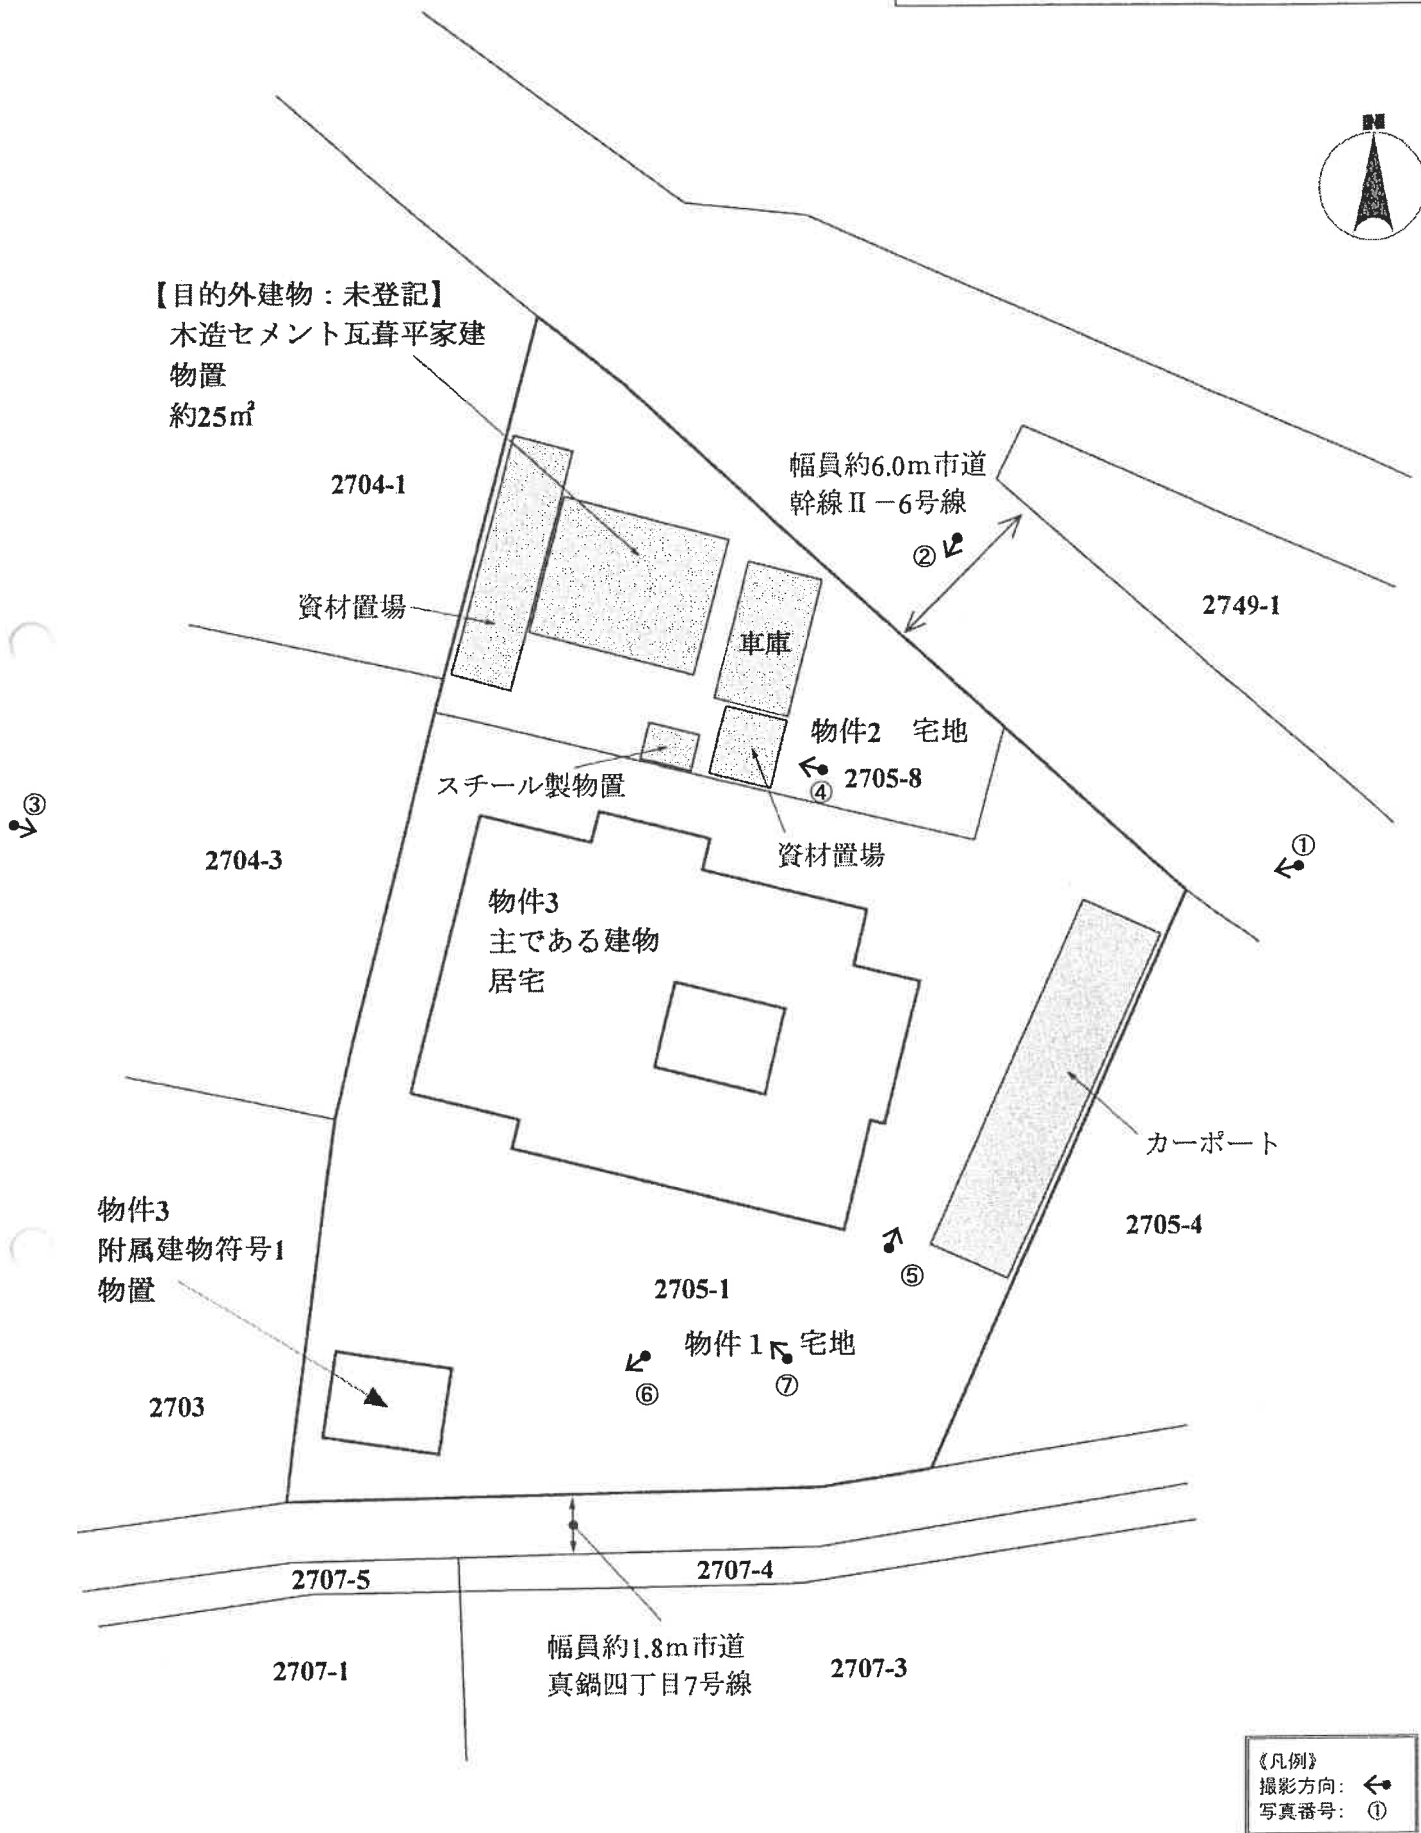 N
【目的外建物：未登記】
木造セメント瓦葺平家建
物置
約25㎡
2704-1
幅員約6.0m市道
幹線Ⅱ－6号線
②
2749-1
資材置場
車庫
物件2　宅地
2705-8
④
スチール製物置
資材置場
③
2704-3
①
物件3
主である建物
居宅
カーポート
2705-4
物件3
附属建物符号1
物置
⑤
2705-1
物件1　宅地
⑥
⑦
2703
2707-5
2707-4
幅員約1.8m市道
真鍋四丁目7号線
2707-1
2707-3
《凡例》
撮影方向：
写真番号：　①